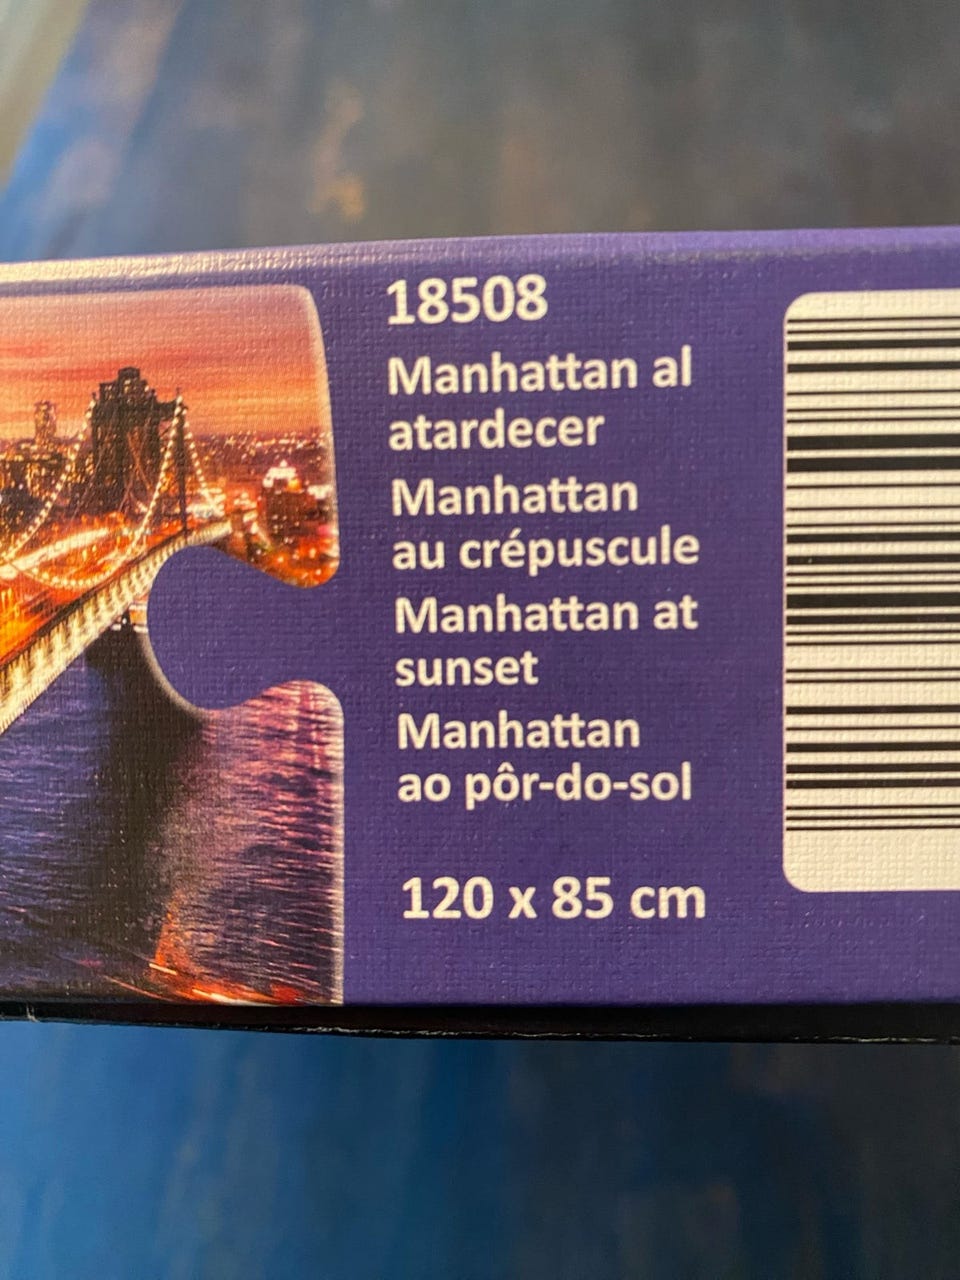 18508
Manhattan al
atardecer
Manhattan
au crépuscule
Manhattan at
sunset
Manhattan
ao pôr-do-sol
120 x 85 cm